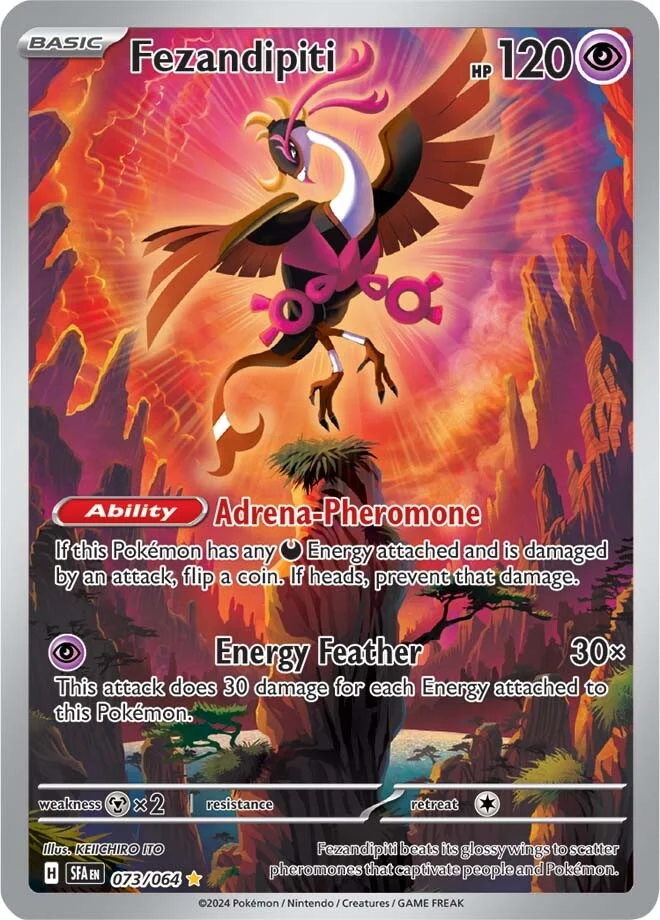 BASIC
Fezandipiti
HP 120
Ability Adrena-Pheromone
If this Pokémon has any Energy attached and is damaged
by an attack, flip a coin. If heads, prevent that damage.
Energy Feather 30×
This attack does 30 damage for each Energy attached to
this Pokémon.
weakness ×2 resistance retreat
Illus. KEIICHIRO ITO
Fezandipiti beats its glossy wings to scatter
pheromones that captivate people and Pokémon.
H SFA EN 073/064
©2024 Pokémon / Nintendo / Creatures / GAME FREAK